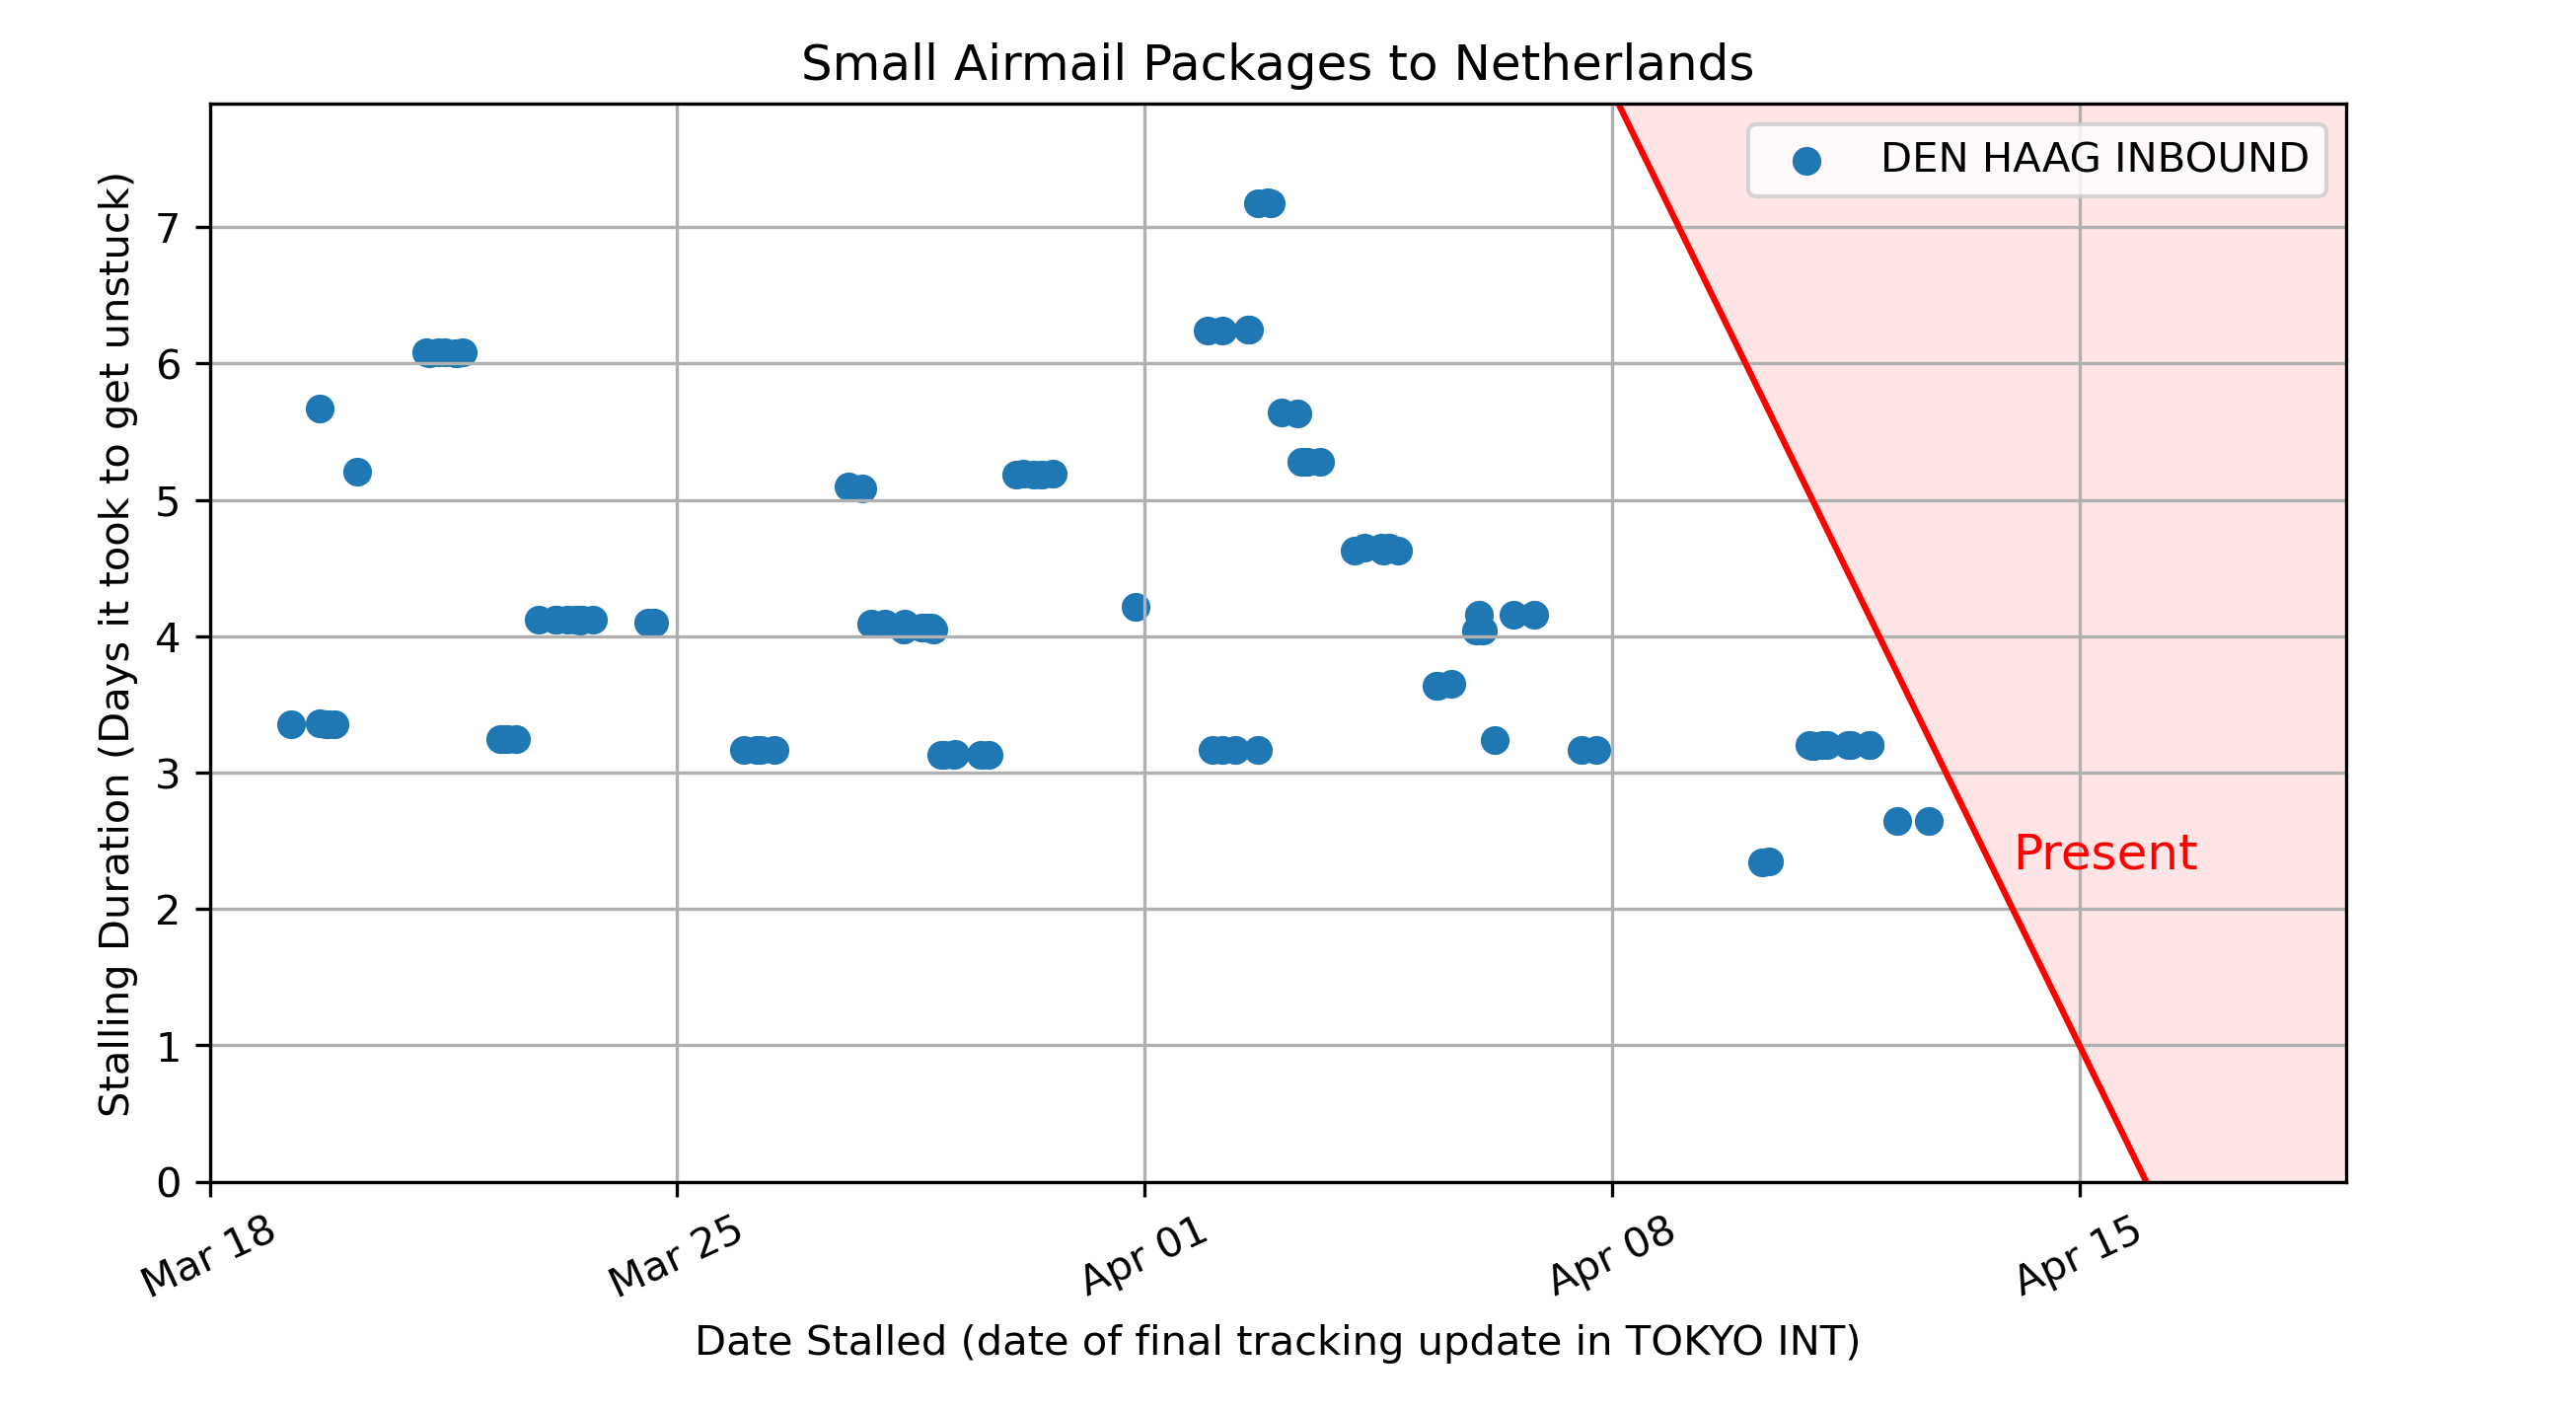 Small Airmail Packages to Netherlands
DEN HAAG INBOUND
Stalling Duration (Days it took to get unstuck)
7
6
5
4
3
2
1
0
Present
Mar 18
Mar 25
Apr 01
Apr 08
Apr 15
Date Stalled (date of final tracking update in TOKYO INT)